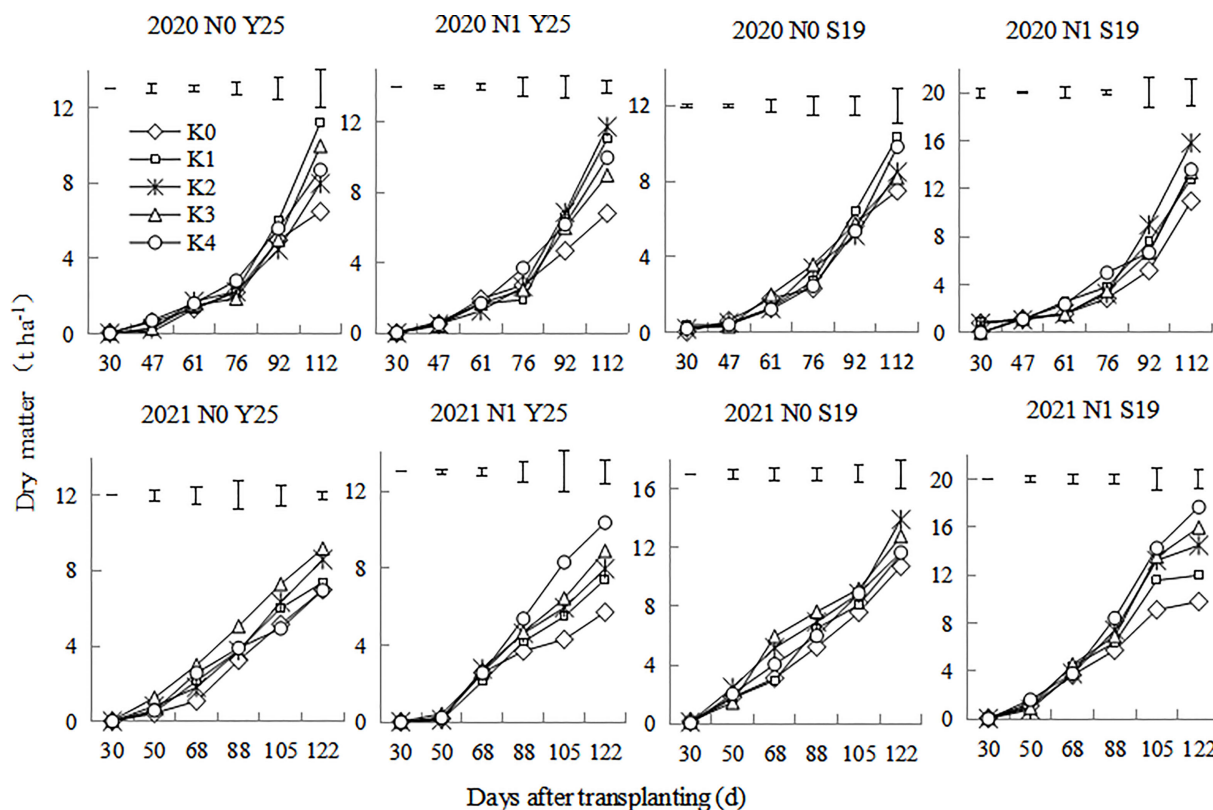 2020 N0 Y25
2020 N1 Y25
2020 N0 S19
2020 N1 S19
12
8
4
0
K0
K1
K2
K3
K4
30 47 61 76 92 112
12
8
4
0
30 47 61 76 92 112
12
8
4
0
30 47 61 76 92 112
20
16
12
8
4
0
30 47 61 76 92 112
Dry matter (t ha-1)
2021 N0 Y25
2021 N1 Y25
2021 N0 S19
2021 N1 S19
12
8
4
0
30 50 68 88 105 122
12
8
4
0
30 50 68 88 105 122
16
12
8
4
0
30 50 68 88 105 122
20
16
12
8
4
0
30 50 68 88 105 122
Days after transplanting (d)